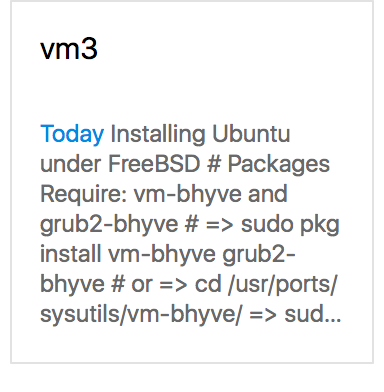 vm3
Today Installing Ubuntu
under FreeBSD # Packages
Require: vm-bhyve and
grub2-bhyve # => sudo pkg
install vm-bhyve grub2-
bhyve # or => cd /usr/ports/
sysutils/vm-bhyve/ => sud...